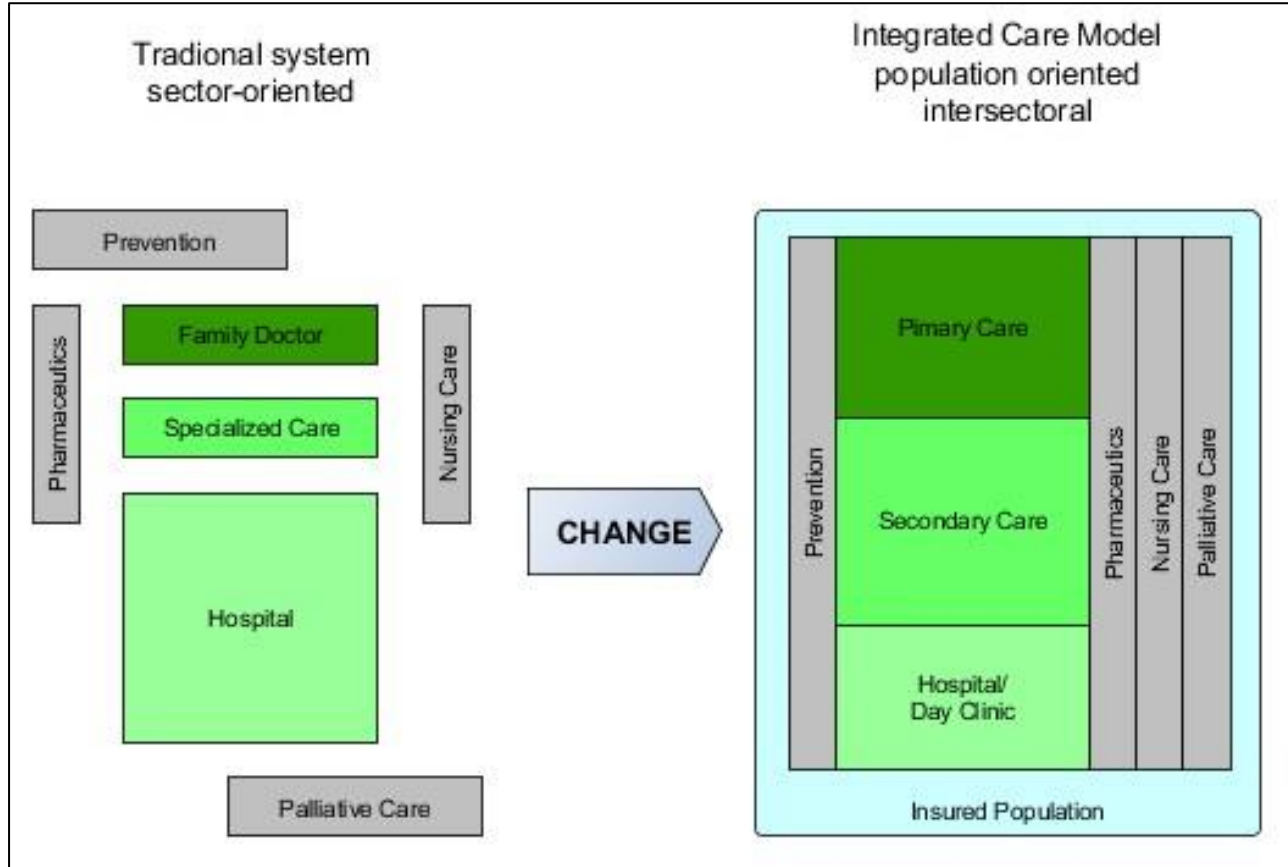 Tradional system
sector-oriented
Prevention
Pharmaceutics
Family Doctor
Specialized Care
Nursing Care
Hospital
Palliative Care
CHANGE
Integrated Care Model
population oriented
intersectoral
Prevention
Pimary Care
Secondary Care
Hospital/
Day Clinic
Pharmaceutics
Nursing Care
Palliative Care
Insured Population